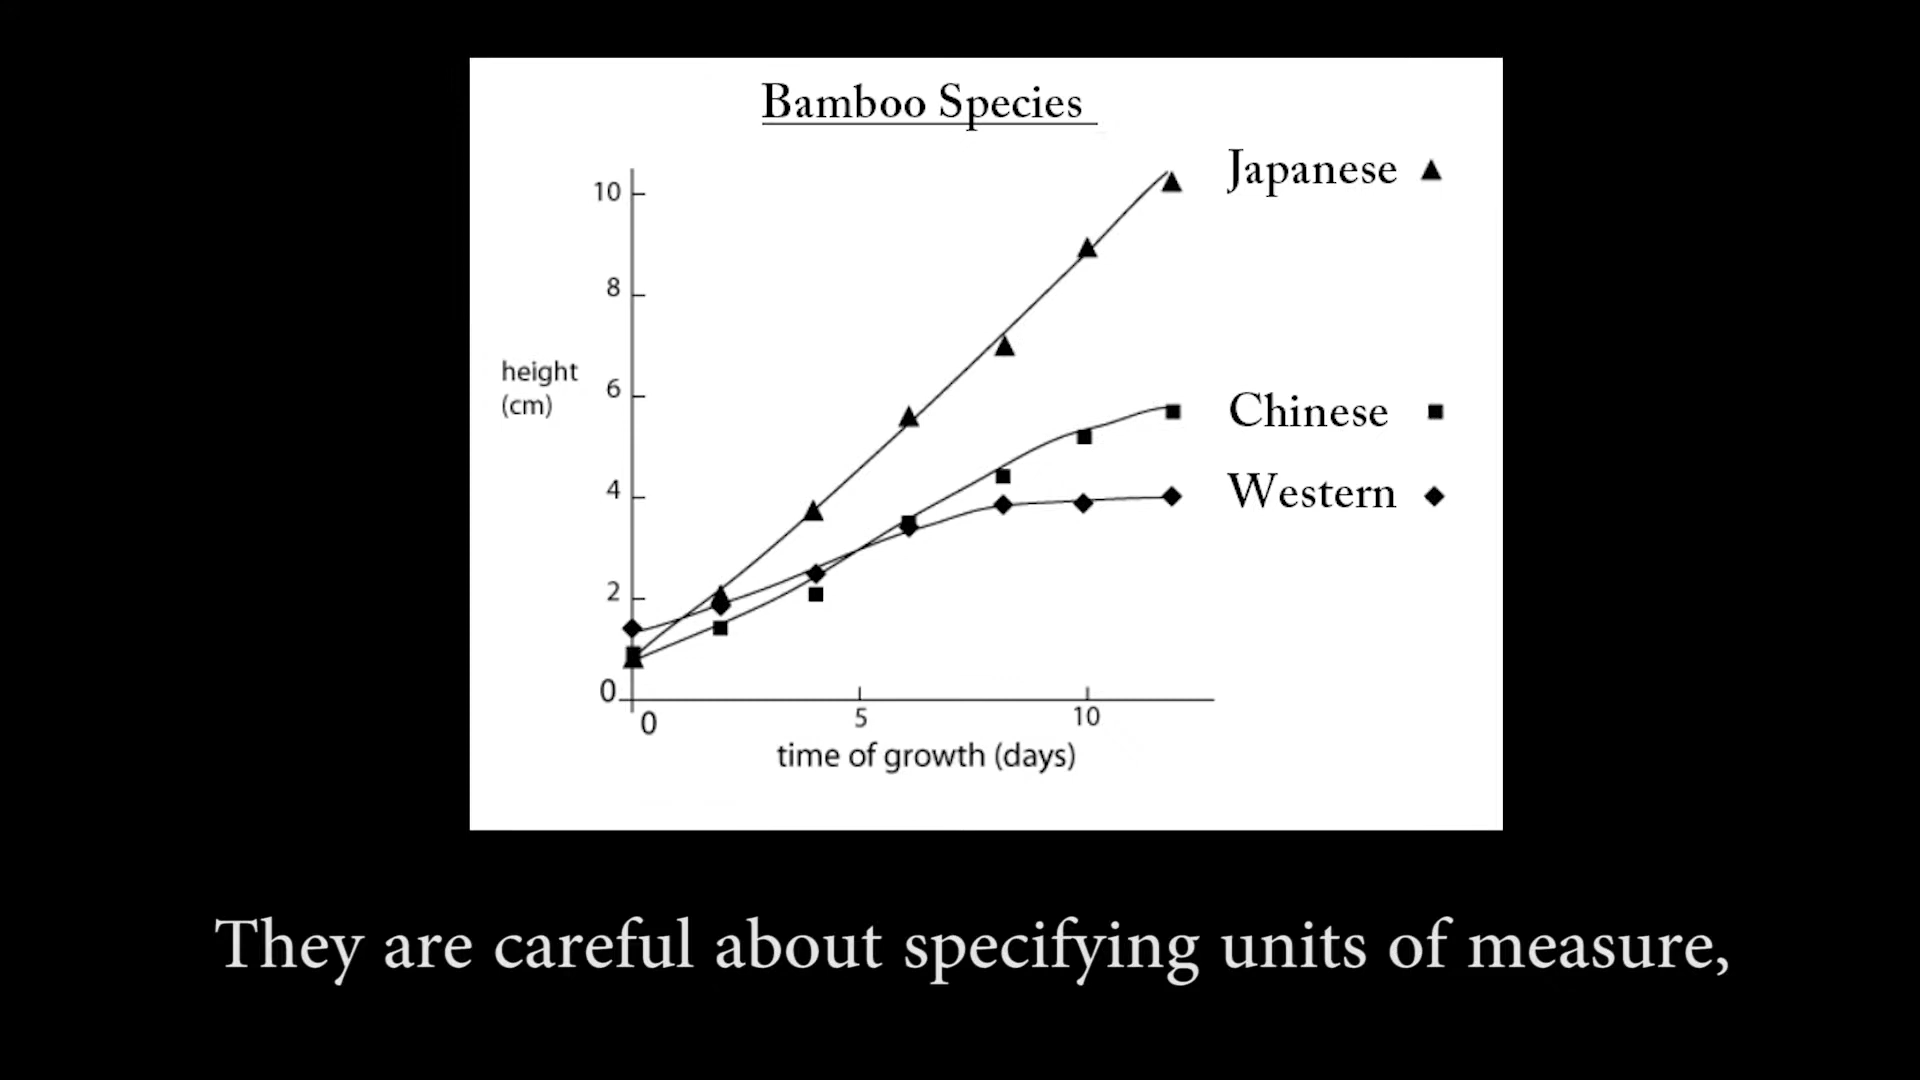 Bamboo Species
Japanese
10
8
height
(cm)
6
Chinese
4
Western
2
0
0
5
10
time of growth (days)
They are careful about specifying units of measure,